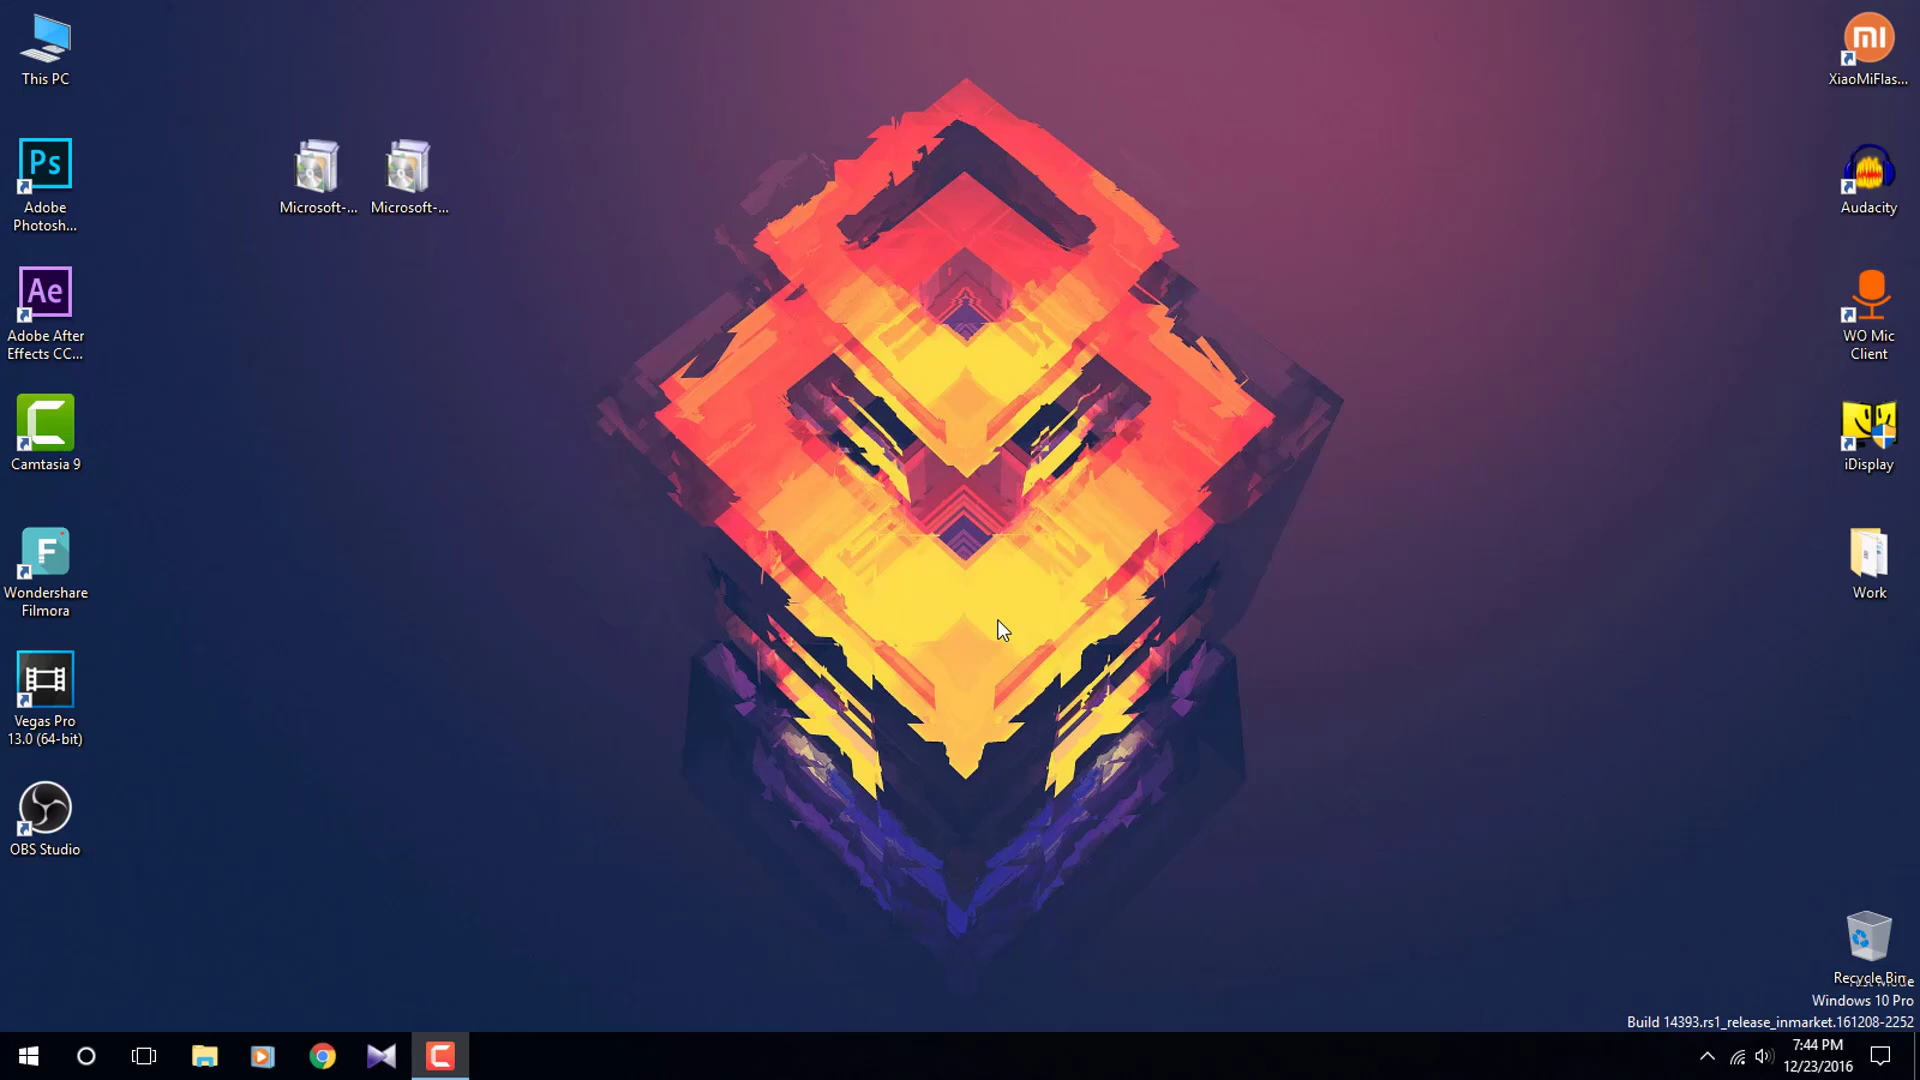 This PC
Ps
Adobe
Photosh...
Ae
Adobe After
Effects CC...
Camtasia 9
Wondershare
Filmora
Vegas Pro
13.0 (64-bit)
OBS Studio
Microsoft-...
Microsoft-...
MI
XiaoMiFlas...
Audacity
WO Mic
Client
iDisplay
Work
Recycle Bin
Mode
Windows 10 Pro
Build 14393.rs1_release_inmarket.161208-2252
7:44 PM
12/23/2016